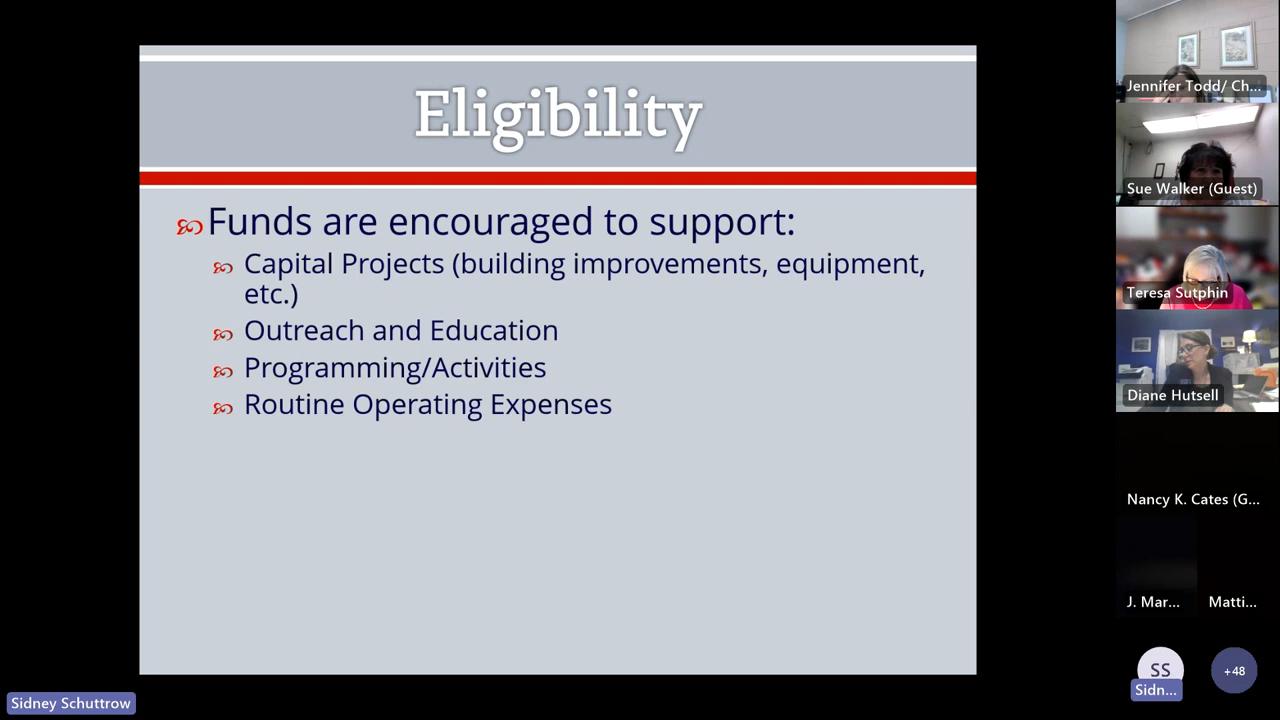 Eligibility
Funds are encouraged to support:
Capital Projects (building improvements, equipment,
etc.)
Outreach and Education
Programming/Activities
Routine Operating Expenses
Jennifer Todd/ Ch...
Sue Walker (Guest)
Teresa Sutphin
Diane Hutsell
Nancy K. Cates (G...
J. Mar...
Matti...
SS
+48
Sidn...
Sidney Schuttrow